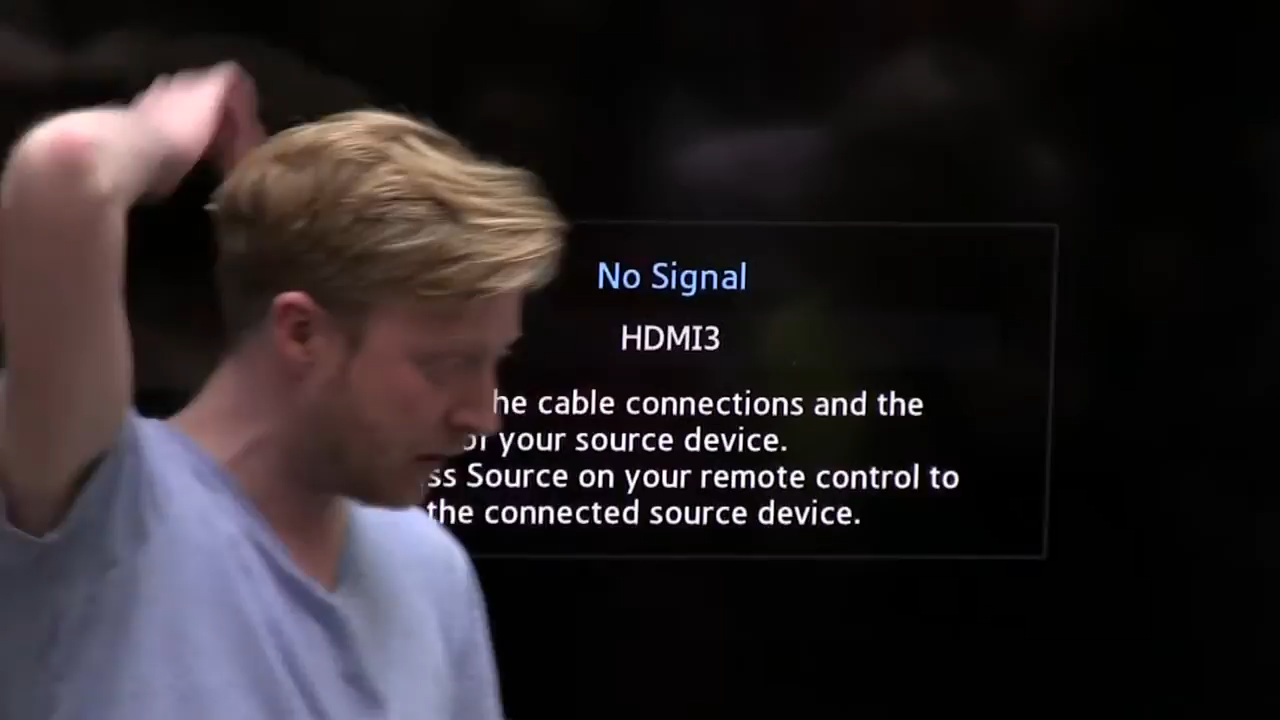 No Signal
HDMI3
he cable connections and the
of your source device.
ss Source on your remote control to
the connected source device.